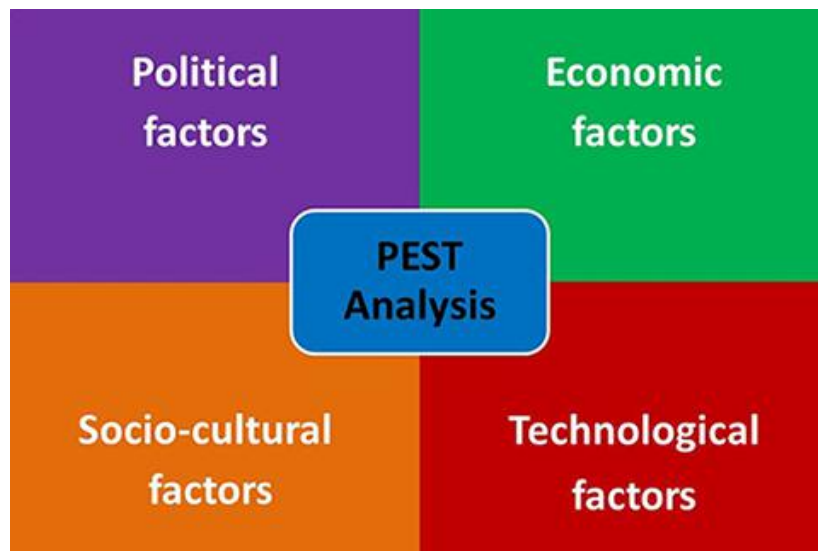 Political
factors
Economic
factors
PEST
Analysis
Socio-cultural
factors
Technological
factors